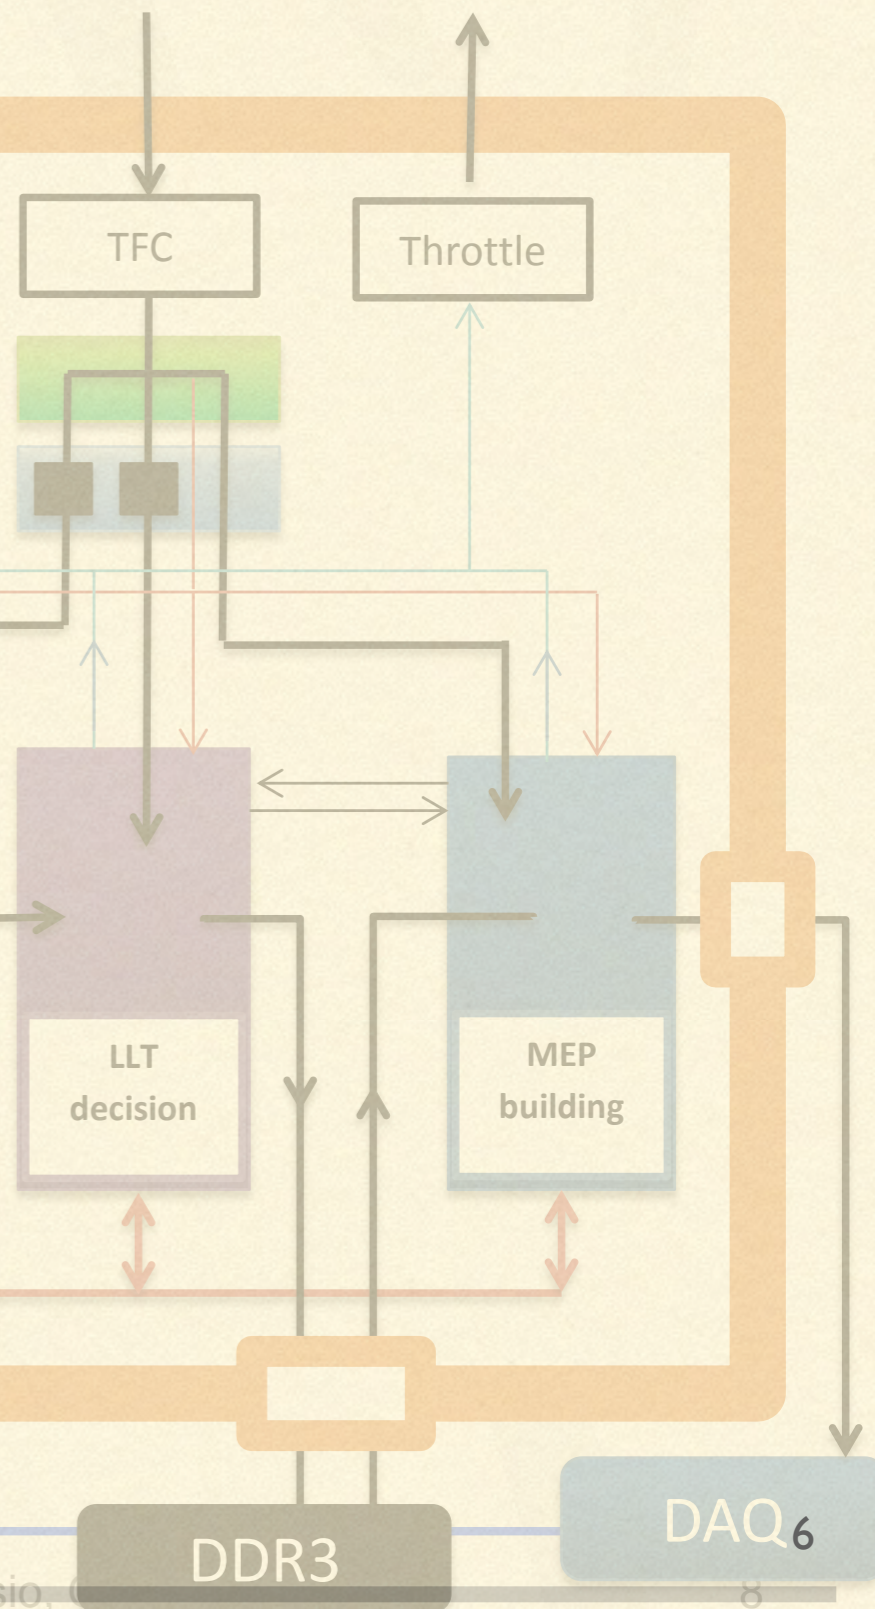 TFC
Throttle
LLT
decision
MEP
building
DAQ
6
DDR3
8